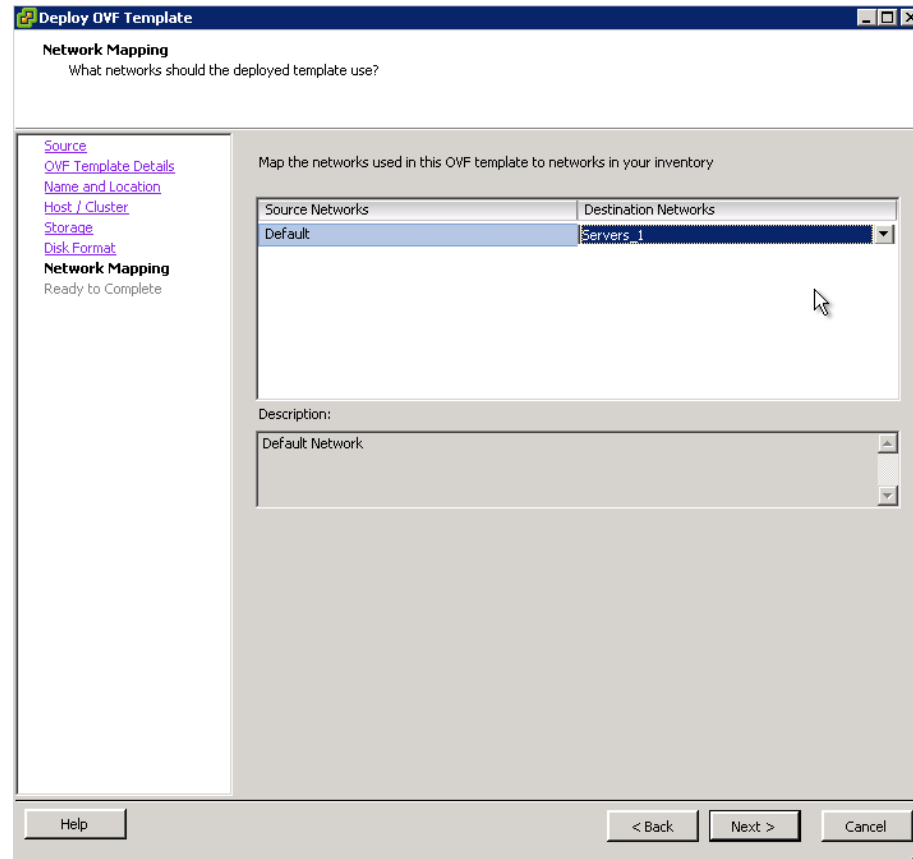 Deploy OVF Template
Network Mapping
What networks should the deployed template use?
Source
OVF Template Details
Name and Location
Host / Cluster
Storage
Disk Format
Network Mapping
Ready to Complete
Map the networks used in this OVF template to networks in your inventory
Source Networks Destination Networks
Default Servers_1
Description:
Default Network
Help < Back Next > Cancel